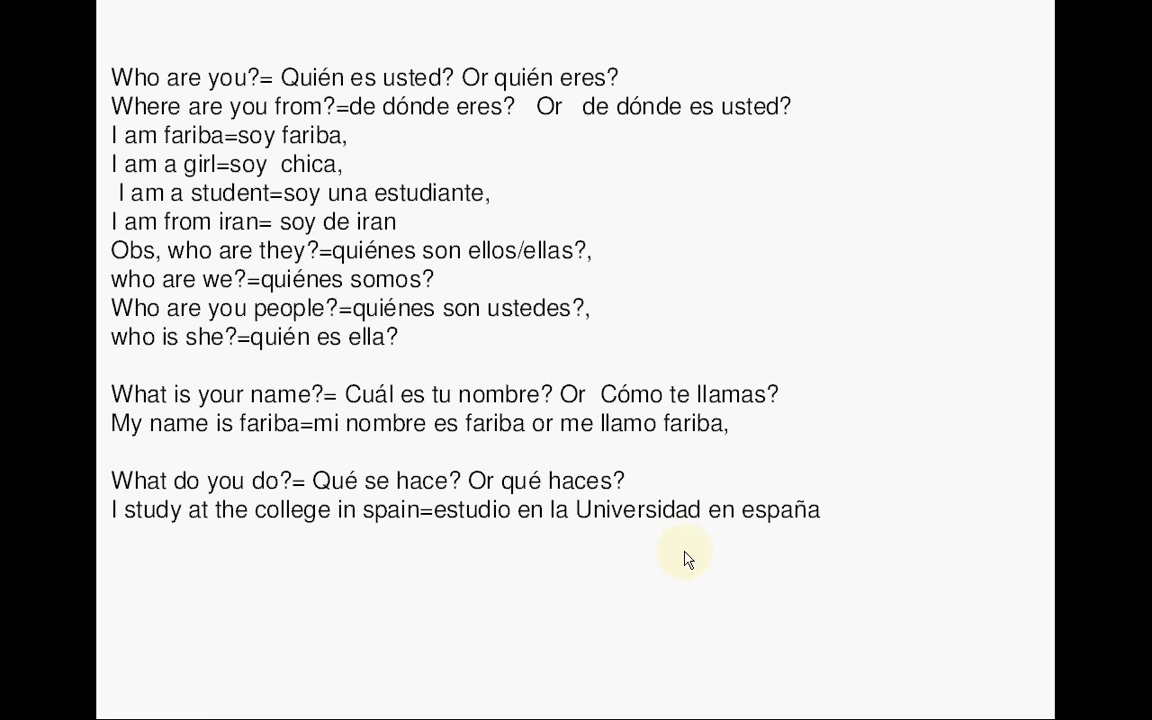 Who are you?= Quién es usted? Or quién eres?
Where are you from?=de dónde eres?   Or   de dónde es usted?
I am fariba=soy fariba,
I am a girl=soy  chica,
I am a student=soy una estudiante,
I am from iran= soy de iran
Obs, who are they?=quiénes son ellos/ellas?,
who are we?=quiénes somos?
Who are you people?=quiénes son ustedes?,
who is she?=quién es ella?
What is your name?= Cuál es tu nombre? Or  Cómo te llamas?
My name is fariba=mi nombre es fariba or me llamo fariba,
What do you do?= Qué se hace? Or qué haces?
I study at the college in spain=estudio en la Universidad en españa